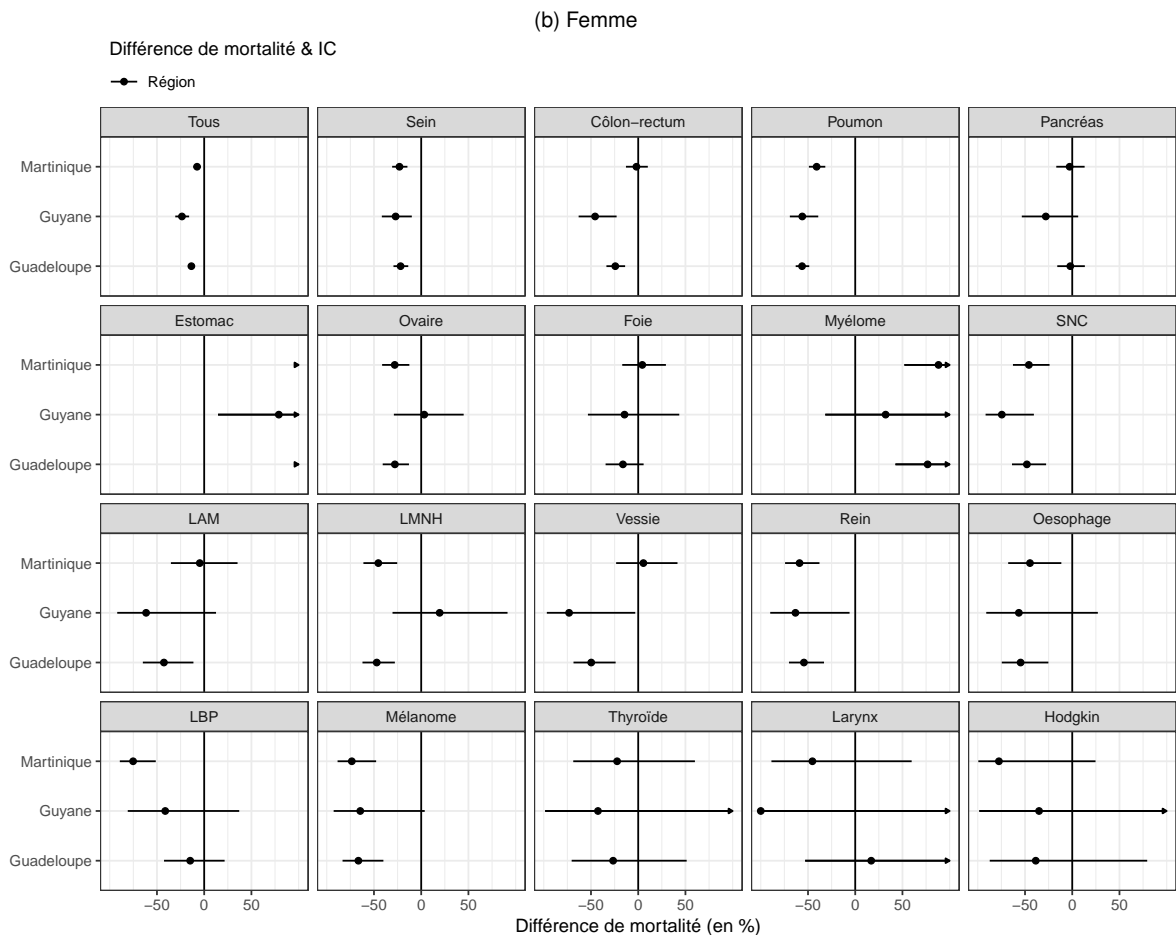 (b) Femme
Différence de mortalité & IC
Région
Tous Sein Côlon−rectum Poumon Pancréas
Martinique
Guyane
Guadeloupe
Estomac Ovaire Foie Myélome SNC
Martinique
Guyane
Guadeloupe
LAM LMNH Vessie Rein Oesophage
Martinique
Guyane
Guadeloupe
LBP Mélanome Thyroïde Larynx Hodgkin
Martinique
Guyane
Guadeloupe
−50 0 50 −50 0 50 −50 0 50 −50 0 50 −50 0 50
Différence de mortalité (en %)